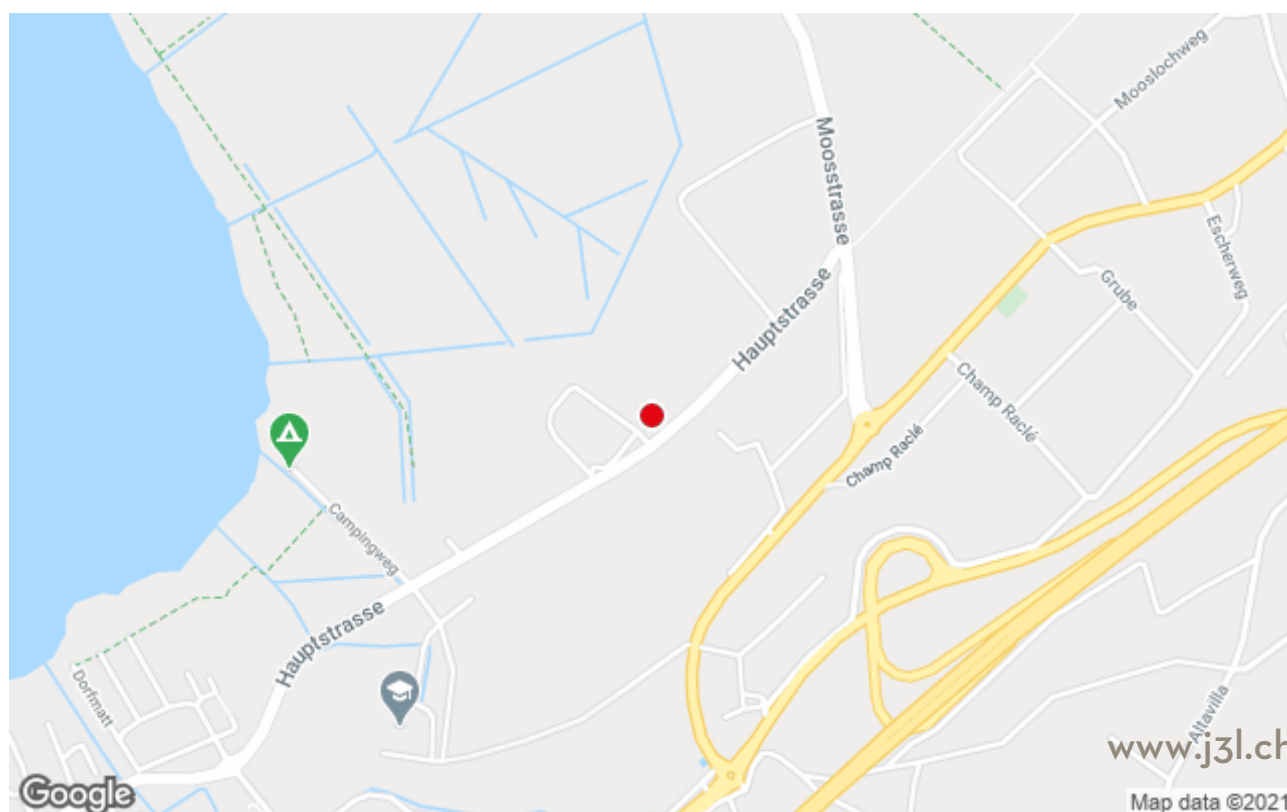 Mooslochweg
Moosstrasse
Escherweg
Grube
Hauptstrasse
Champ Raclé
Champ Raclé
Campingweg
Hauptstrasse
Dorfmatt
Altavilla
www.j3l.ch
Google
Map data ©2021